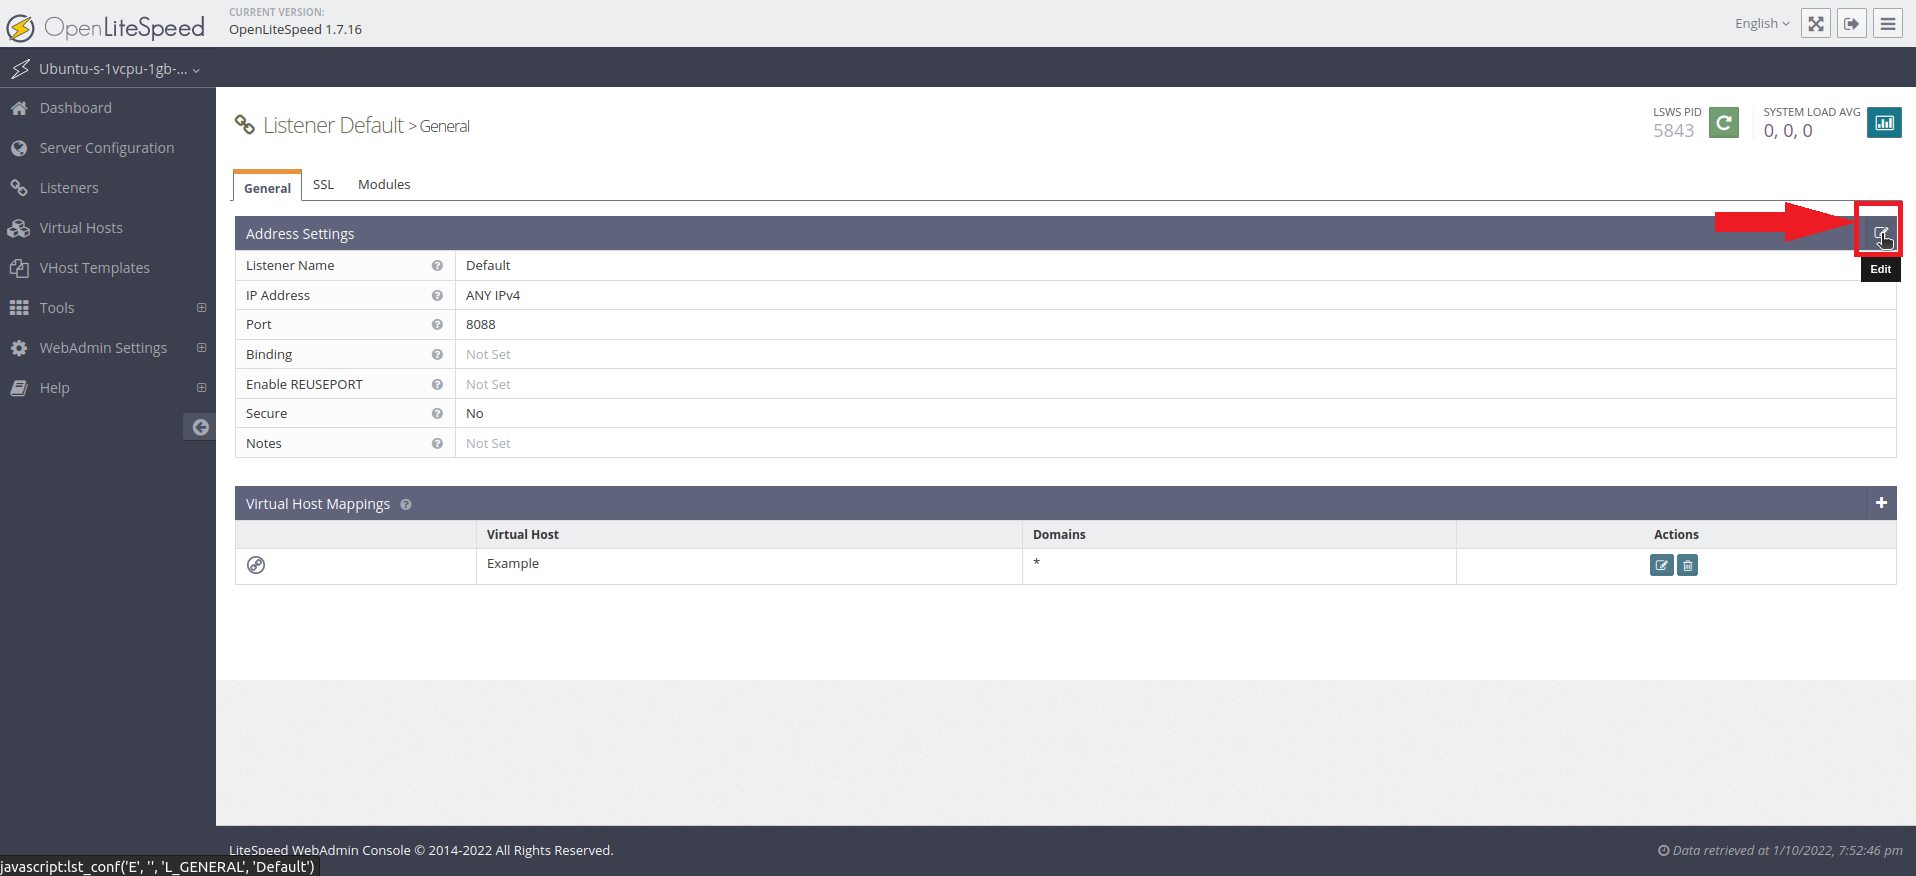 OpenLiteSpeed
CURRENT VERSION:
OpenLiteSpeed 1.7.16
English
Ubuntu-s-1vcpu-1gb-...
Dashboard
Server Configuration
Listeners
Virtual Hosts
VHost Templates
Tools
WebAdmin Settings
Help
Listener Default > General
LSWS PID
5843
SYSTEM LOAD AVG
0, 0, 0
General SSL Modules
Address Settings
Edit
Listener Name Default
IP Address ANY IPv4
Port 8088
Binding Not Set
Enable REUSEPORT Not Set
Secure No
Notes Not Set
Virtual Host Mappings
Virtual Host Domains Actions
Example *
LiteSpeed WebAdmin Console © 2014-2022 All Rights Reserved.
Data retrieved at 1/10/2022, 7:52:46 pm
javascript:lst_conf('E','', 'L_GENERAL', 'Default')